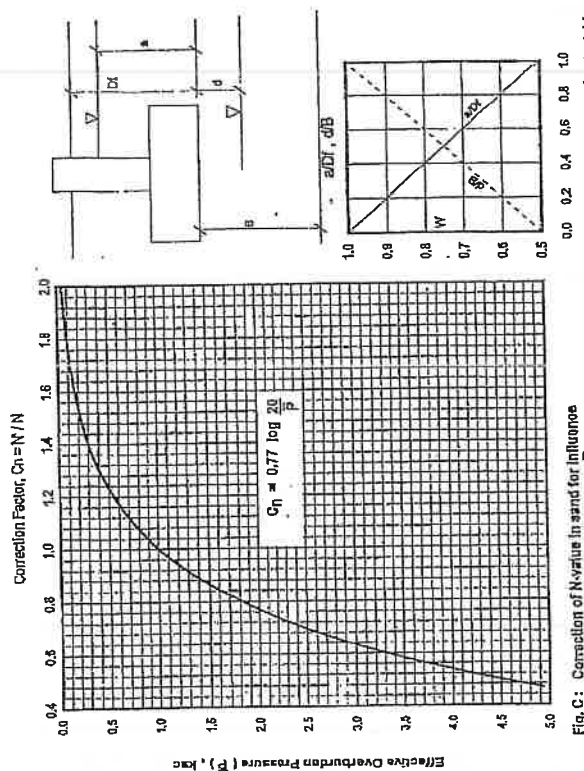 Correction Factor, Cn = N' / N
0.4 0.6 0.8 1.0 1.2 1.4 1.6 1.8 2.0
0.0
0.5
1.0
1.5
2.0
2.5
3.0
3.5
4.0
4.5
5.0
Effective Overburden Pressure (P̄), ksc
Cn = 0.77 log 20/P̄
Fig. C : Correction of N-value in sand for influence
Df
a
d
B
a/Df , d/B
1.0
0.9
0.8
0.7
0.6
0.5
W
a/Df
d/B
0.0 0.2 0.4 0.6 0.8 1.0